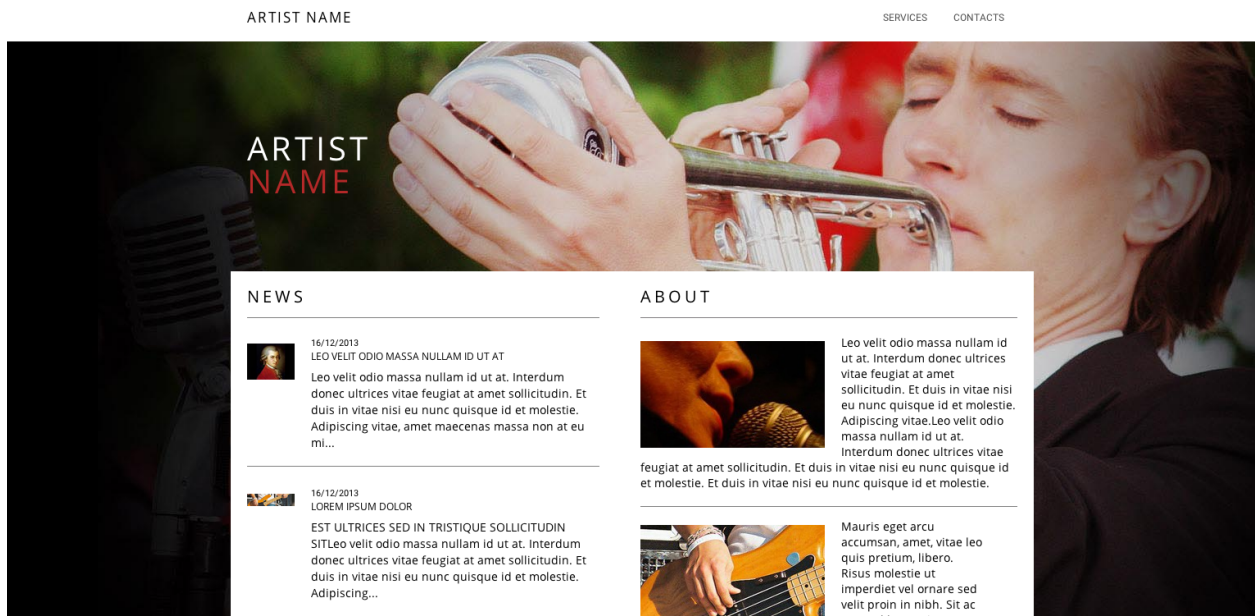 ARTIST NAME
SERVICES CONTACTS
ARTIST
NAME
NEWS
16/12/2013
LEO VELIT ODIO MASSA NULLAM ID UT AT
Leo velit odio massa nullam id ut at. Interdum
donec ultrices vitae feugiat at amet sollicitudin. Et
duis in vitae nisi eu nunc quisque id et molestie.
Adipiscing vitae, amet maecenas massa non at eu
mi...
16/12/2013
LOREM IPSUM DOLOR
EST ULTRICES SED IN TRISTIQUE SOLLICITUDIN
SITLeo velit odio massa nullam id ut at. Interdum
donec ultrices vitae feugiat at amet sollicitudin. Et
duis in vitae nisi eu nunc quisque id et molestie.
Adipiscing...
ABOUT
Leo velit odio massa nullam id
ut at. Interdum donec ultrices
vitae feugiat at amet
sollicitudin. Et duis in vitae nisi
eu nunc quisque id et molestie.
Adipiscing vitae.Leo velit odio
massa nullam id ut at.
Interdum donec ultrices vitae
feugiat at amet sollicitudin. Et duis in vitae nisi eu nunc quisque id
et molestie. Et duis in vitae nisi eu nunc quisque id et molestie.
Mauris eget arcu
accumsan, amet, vitae leo
quis pretium, libero.
Risus molestie ut
imperdiet vel ornare sed
velit proin in nibh. Sit ac